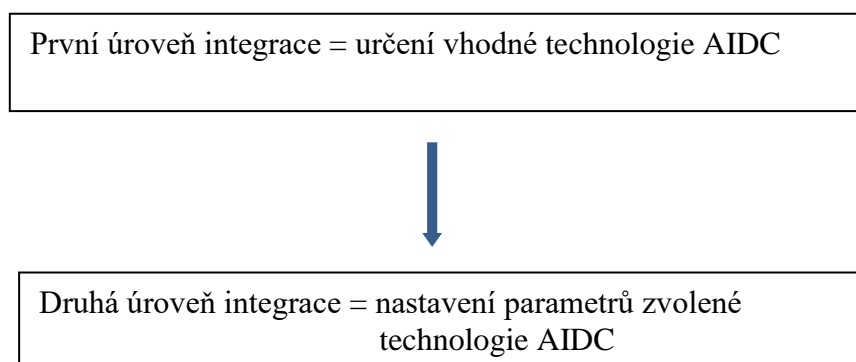 První úroveň integrace = určení vhodné technologie AIDC
Druhá úroveň integrace = nastavení parametrů zvolené
technologie AIDC